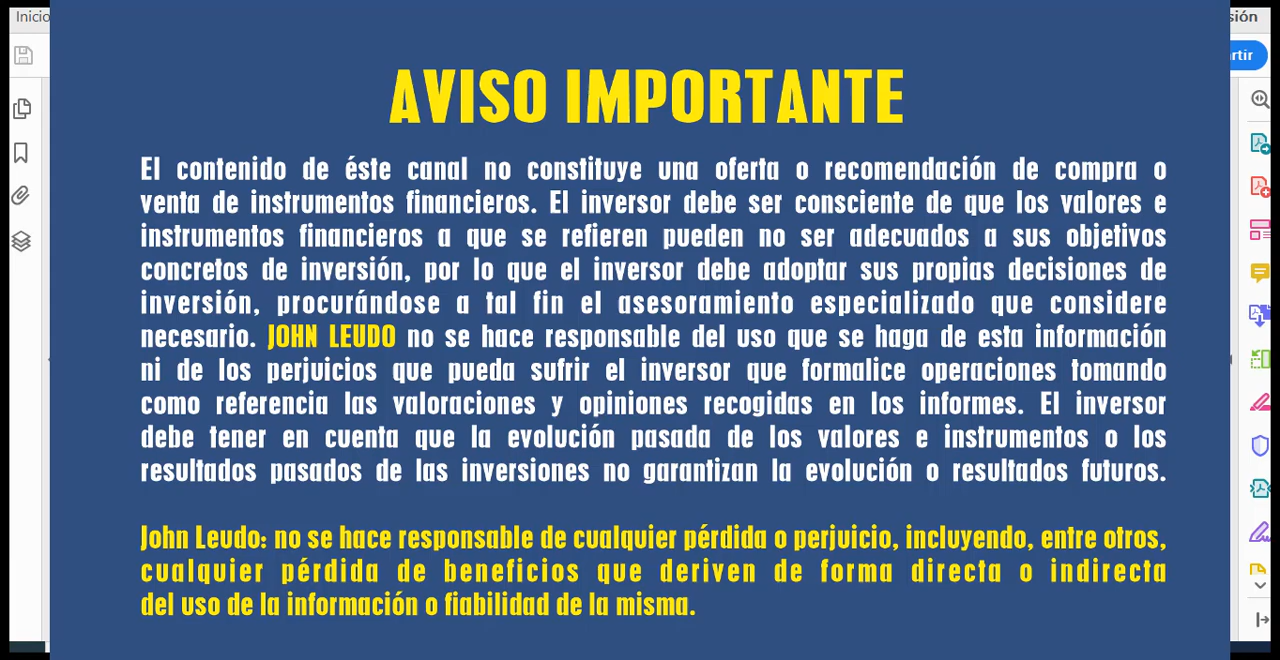 Inicio
sión
rtir
AVISO IMPORTANTE
El contenido de éste canal no constituye una oferta o recomendación de compra o
venta de instrumentos financieros. El inversor debe ser consciente de que los valores e
instrumentos financieros a que se refieren pueden no ser adecuados a sus objetivos
concretos de inversión, por lo que el inversor debe adoptar sus propias decisiones de
inversión, procurándose a tal fin el asesoramiento especializado que considere
necesario. JOHN LEUDO no se hace responsable del uso que se haga de esta información
ni de los perjuicios que pueda sufrir el inversor que formalice operaciones tomando
como referencia las valoraciones y opiniones recogidas en los informes. El inversor
debe tener en cuenta que la evolución pasada de los valores e instrumentos o los
resultados pasados de las inversiones no garantizan la evolución o resultados futuros.
John Leudo: no se hace responsable de cualquier pérdida o perjuicio, incluyendo, entre otros,
cualquier pérdida de beneficios que deriven de forma directa o indirecta
del uso de la información o fiabilidad de la misma.